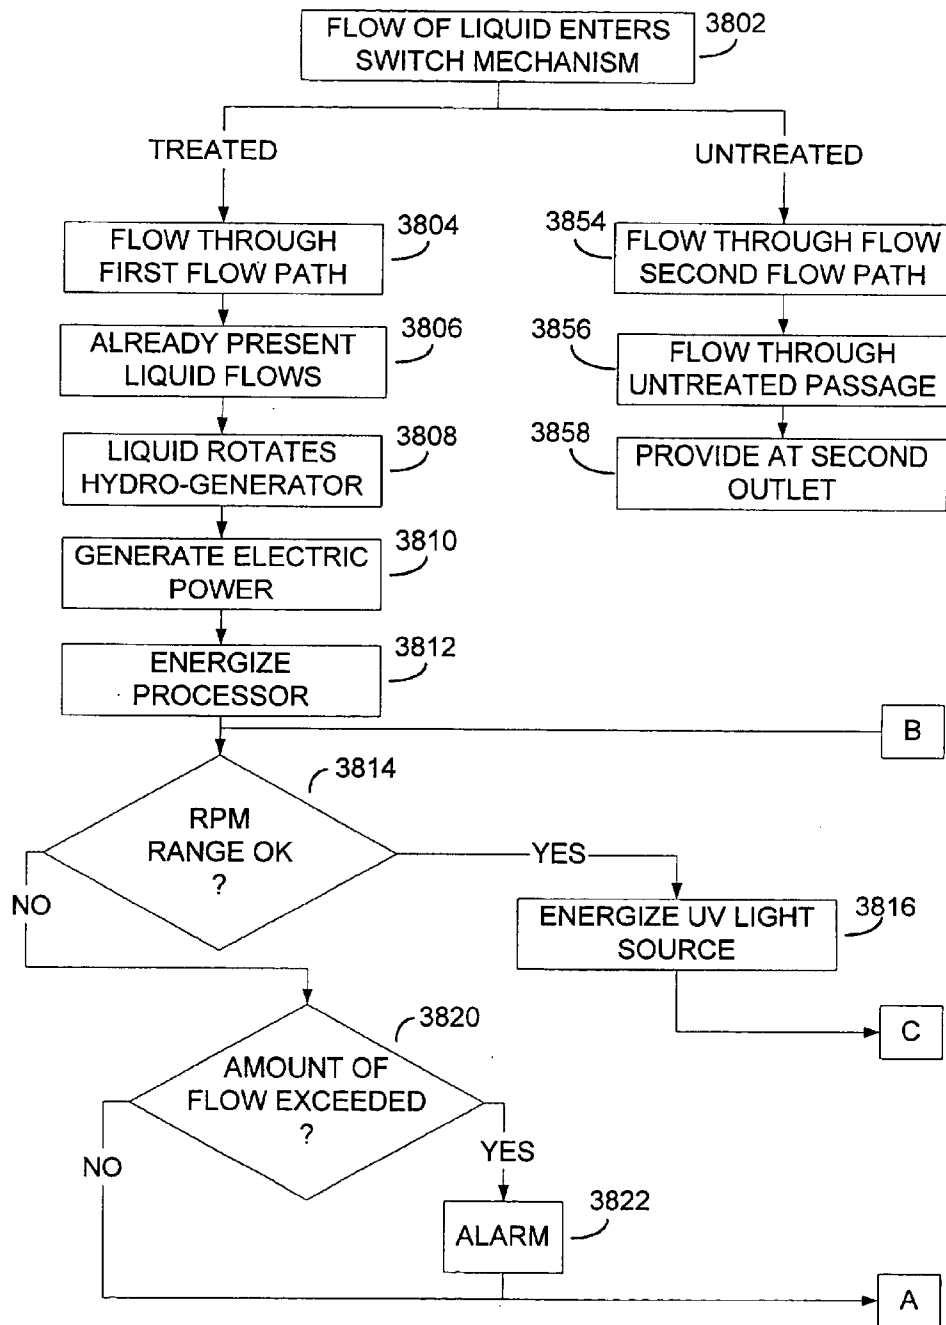 FLOW OF LIQUID ENTERS
SWITCH MECHANISM
3802
TREATED
UNTREATED
FLOW THROUGH
FIRST FLOW PATH
3804
3854
FLOW THROUGH FLOW
SECOND FLOW PATH
ALREADY PRESENT
LIQUID FLOWS
3806
3856
FLOW THROUGH
UNTREATED PASSAGE
LIQUID ROTATES
HYDRO-GENERATOR
3808
3858
PROVIDE AT SECOND
OUTLET
GENERATE ELECTRIC
POWER
3810
ENERGIZE
PROCESSOR
3812
B
3814
RPM
RANGE OK
?
YES
NO
ENERGIZE UV LIGHT
SOURCE
3816
C
3820
AMOUNT OF
FLOW EXCEEDED
?
NO
YES
ALARM
3822
A